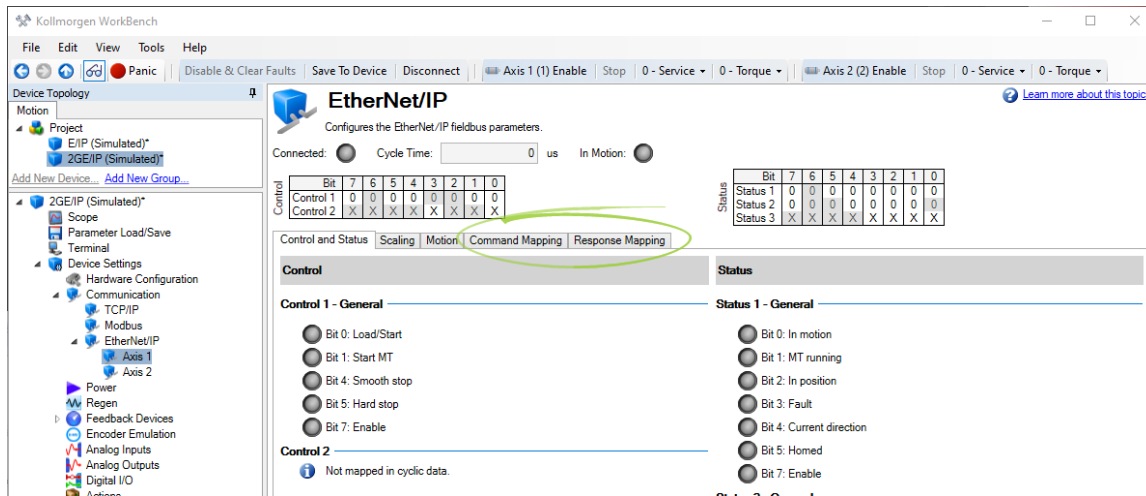 Kollmorgen WorkBench
File Edit View Tools Help
Panic Disable & Clear Faults Save To Device Disconnect Axis 1 (1) Enable Stop 0 - Service 0 - Torque Axis 2 (2) Enable Stop 0 - Service 0 - Torque
Device Topology
Motion
Project
E/IP (Simulated)*
2GE/IP (Simulated)*
Add New Device... Add New Group...
2GE/IP (Simulated)*
Scope
Parameter Load/Save
Terminal
Device Settings
Hardware Configuration
Communication
TCP/IP
Modbus
EtherNet/IP
Axis 1
Axis 2
Power
Regen
Feedback Devices
Encoder Emulation
Analog Inputs
Analog Outputs
Digital I/O
Actions
EtherNet/IP
Learn more about this topic
Configures the EtherNet/IP fieldbus parameters.
Connected: Cycle Time: 0 us In Motion:
Control
Bit 7 6 5 4 3 2 1 0
Control 1 0 0 0 0 0 0 0 0
Control 2 X X X X X X X X
Status
Bit 7 6 5 4 3 2 1 0
Status 1 0 0 0 0 0 0 0 0
Status 2 0 0 0 0 0 0 0 0
Status 3 X X X X X X X X
Control and Status Scaling Motion Command Mapping Response Mapping
Control
Control 1 - General
Bit 0: Load/Start
Bit 1: Start MT
Bit 4: Smooth stop
Bit 5: Hard stop
Bit 7: Enable
Control 2
Not mapped in cyclic data.
Status
Status 1 - General
Bit 0: In motion
Bit 1: MT running
Bit 2: In position
Bit 3: Fault
Bit 4: Current direction
Bit 5: Homed
Bit 7: Enable